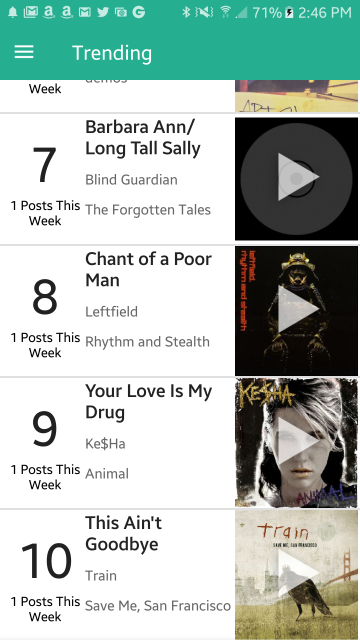 71% 2:46 PM
Trending
Week
demos
7
1 Posts This
Week
Barbara Ann/
Long Tall Sally
Blind Guardian
The Forgotten Tales
8
1 Posts This
Week
Chant of a Poor
Man
Leftfield
Rhythm and Stealth
leftfield
rhythm and stealth
9
1 Posts This
Week
Your Love Is My
Drug
Ke$Ha
Animal
KE$HA
ANIMAL
10
1 Posts This
Week
This Ain't
Goodbye
Train
Save Me, San Francisco
Train
SAVE ME, SAN FRANCISCO